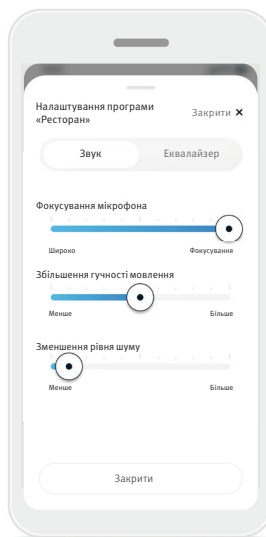 Налаштування програми
«Ресторан»
Закрити ×
Звук
Еквалайзер
Фокусування мікрофона
Широко
Фокусування
Збільшення гучності мовлення
Менше
Більше
Зменшення рівня шуму
Менше
Більше
Закрити